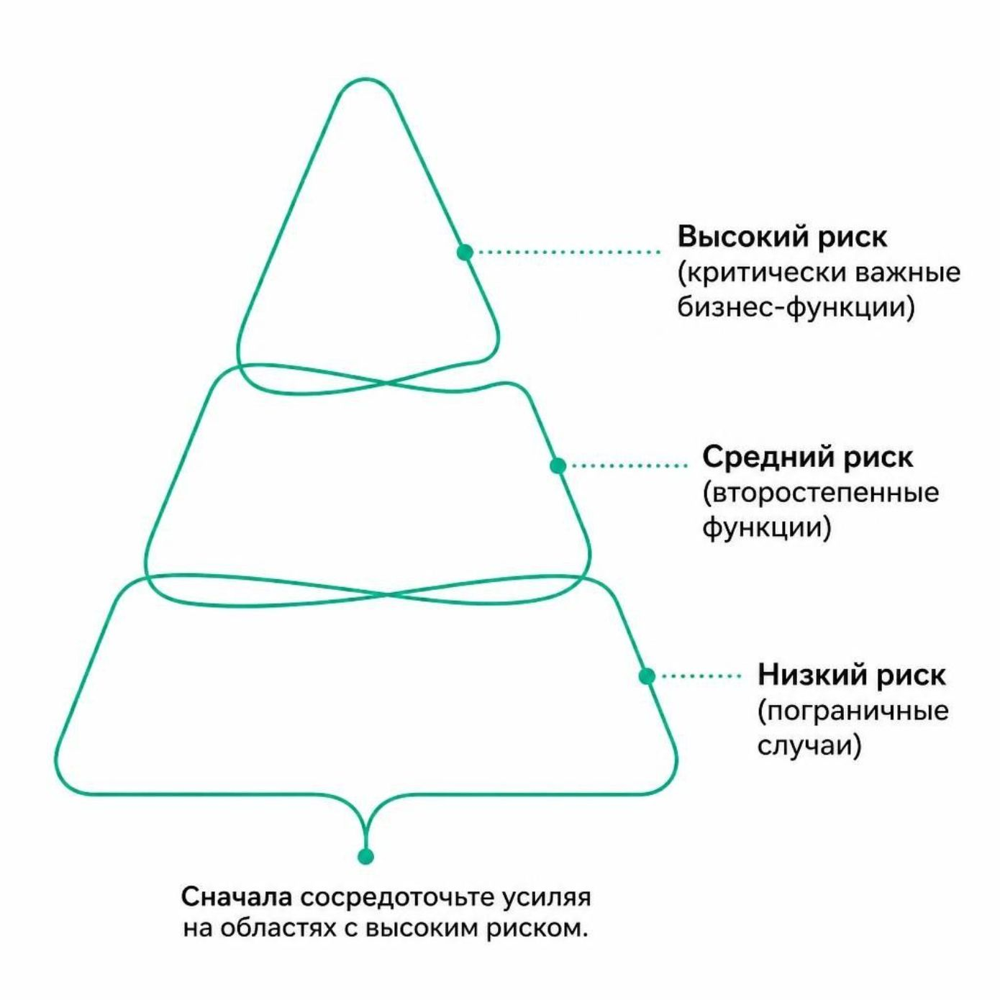 Высокий риск
(критически важные
бизнес-функции)
Средний риск
(второстепенные
функции)
Низкий риск
(пограничные
случаи)
Сначала сосредоточьте усиляя
на областях с высоким риском.